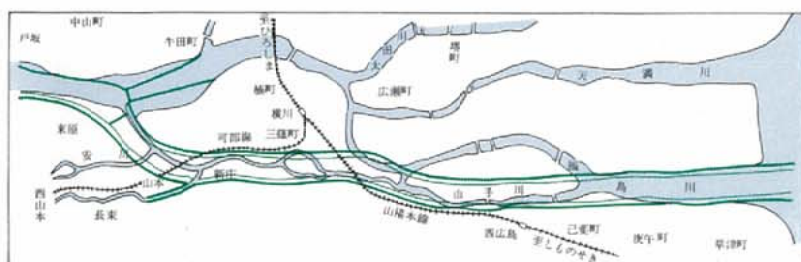 中山町
戸坂
牛田町
至ひろしま
太田川
堺町
楠町
広瀬町
天満川
横川
三篠町
可部線
東原
安川
山本
新庄
西山本
長束
山手川
福島川
山陽本線
西広島
己斐町
至しものせき
庚午町
草津町